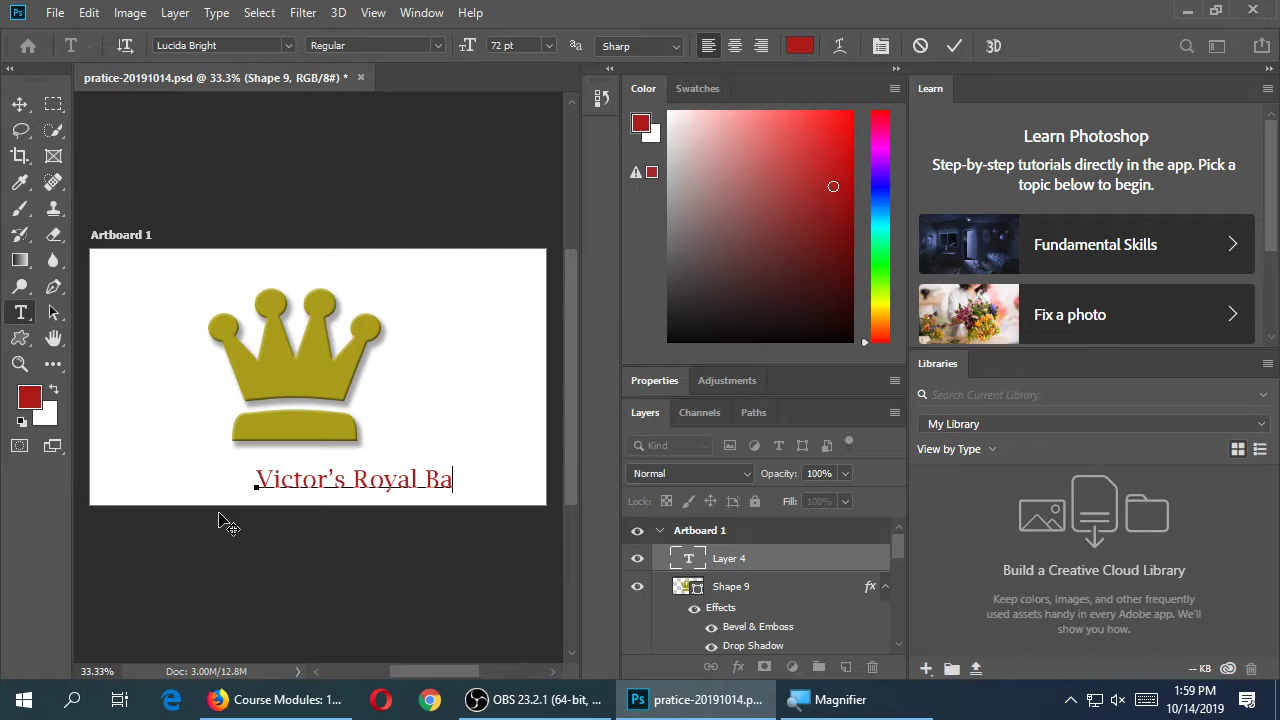 Ps File Edit Image Layer Type Select Filter 3D View Window Help
T Lucida Bright Regular 72 pt Sharp 3D
pratice-20191014.psd @ 33.3% (Shape 9, RGB/8#) * ×
Artboard 1
Victor's Royal Ba
33.33% Doc: 3.00M/12.8M
Color Swatches
Properties Adjustments
Layers Channels Paths
Kind
Normal Opacity: 100%
Lock: Fill: 100%
Artboard 1
T Layer 4
Shape 9 fx
Effects
Bevel & Emboss
Drop Shadow
fx
Learn
Learn Photoshop
Step-by-step tutorials directly in the app. Pick a
topic below to begin.
Fundamental Skills
Fix a photo
Libraries
Search Current Library
My Library
View by Type
Build a Creative Cloud Library
Keep colors, images, and other frequently
used assets handy in every Adobe app. We'll
show you how.
-- KB
Course Modules: 1...
OBS 23.2.1 (64-bit, ...
Ps pratice-20191014.p...
Magnifier
1:59 PM
10/14/2019